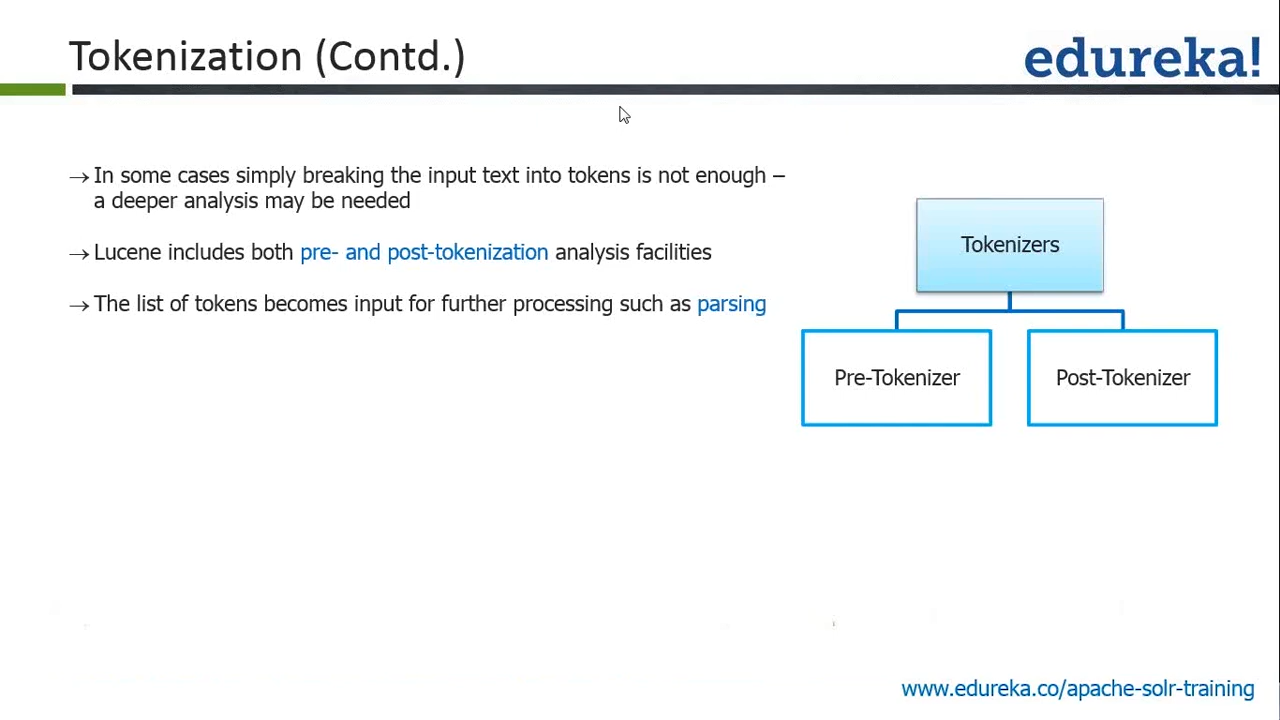 Tokenization (Contd.)
edureka!
→ In some cases simply breaking the input text into tokens is not enough –
a deeper analysis may be needed
→ Lucene includes both pre- and post-tokenization analysis facilities
→ The list of tokens becomes input for further processing such as parsing
Tokenizers
Pre-Tokenizer
Post-Tokenizer
www.edureka.co/apache-solr-training